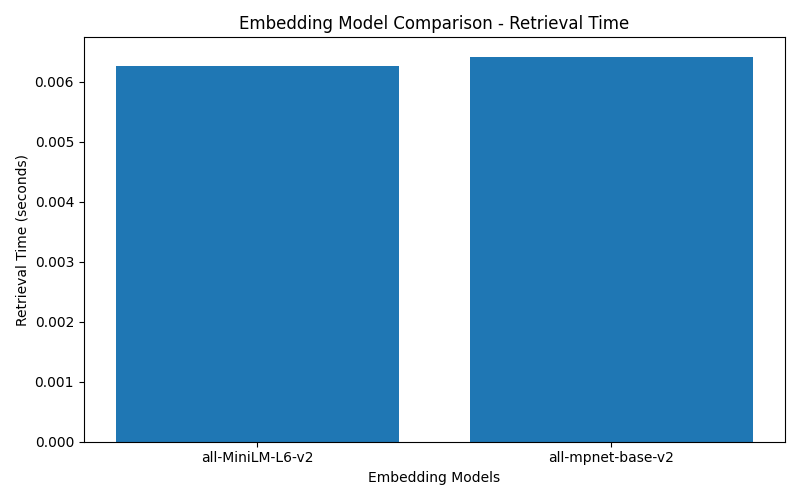 Embedding Model Comparison - Retrieval Time
Retrieval Time (seconds)
0.006
0.005
0.004
0.003
0.002
0.001
0.000
all-MiniLM-L6-v2
all-mpnet-base-v2
Embedding Models